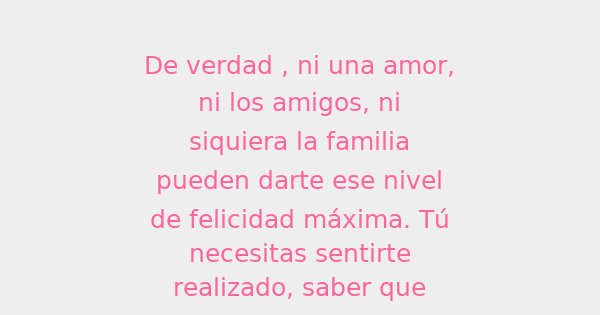 De verdad , ni una amor,
ni los amigos, ni
siquiera la familia
pueden darte ese nivel
de felicidad máxima. Tú
necesitas sentirte
realizado, saber que